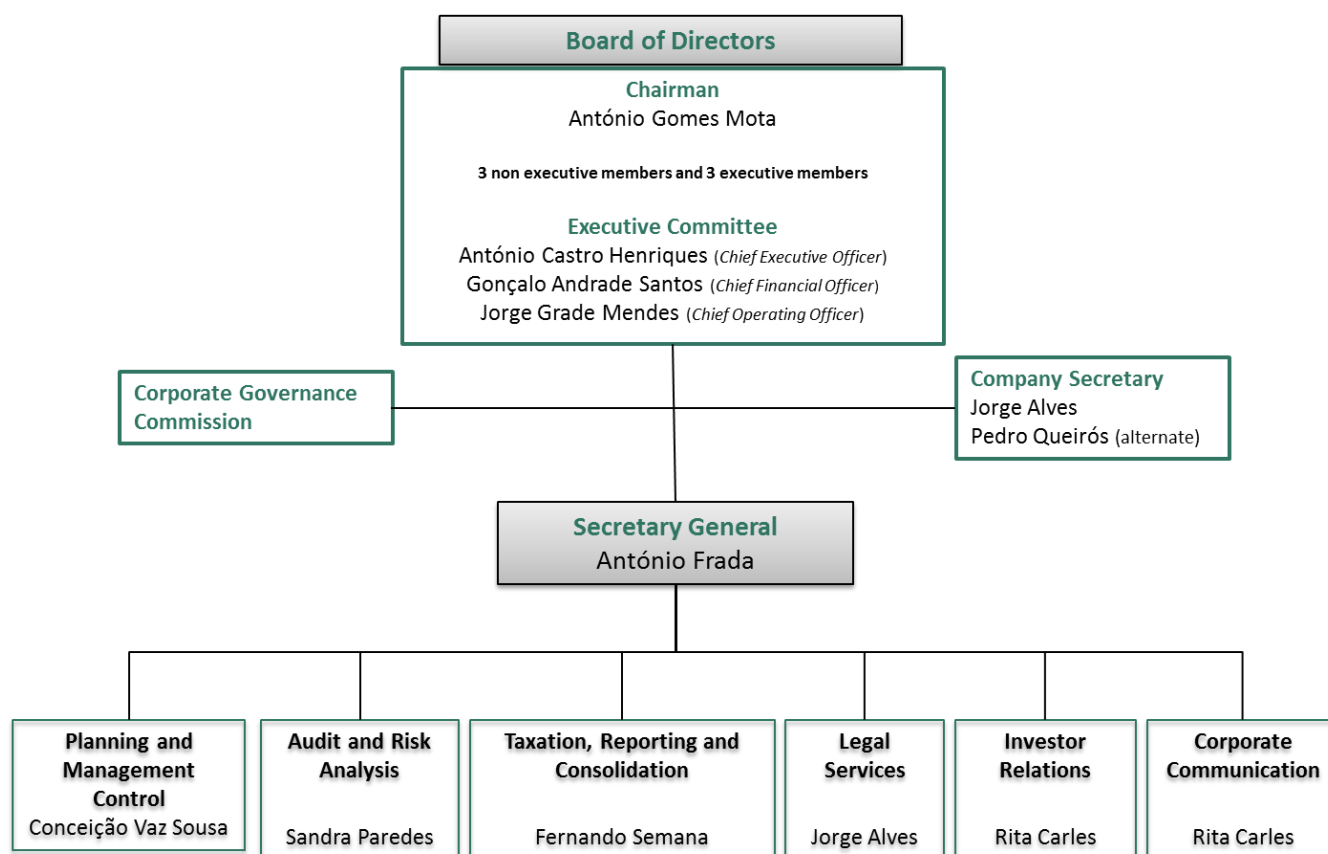 Board of Directors
Chairman
António Gomes Mota
3 non executive members and 3 executive members
Executive Committee
António Castro Henriques (Chief Executive Officer)
Gonçalo Andrade Santos (Chief Financial Officer)
Jorge Grade Mendes (Chief Operating Officer)
Corporate Governance
Commission
Company Secretary
Jorge Alves
Pedro Queirós (alternate)
Secretary General
António Frada
Planning and
Management
Control
Conceição Vaz Sousa
Audit and Risk
Analysis
Sandra Paredes
Taxation, Reporting and
Consolidation
Fernando Semana
Legal
Services
Jorge Alves
Investor
Relations
Rita Carles
Corporate
Communication
Rita Carles